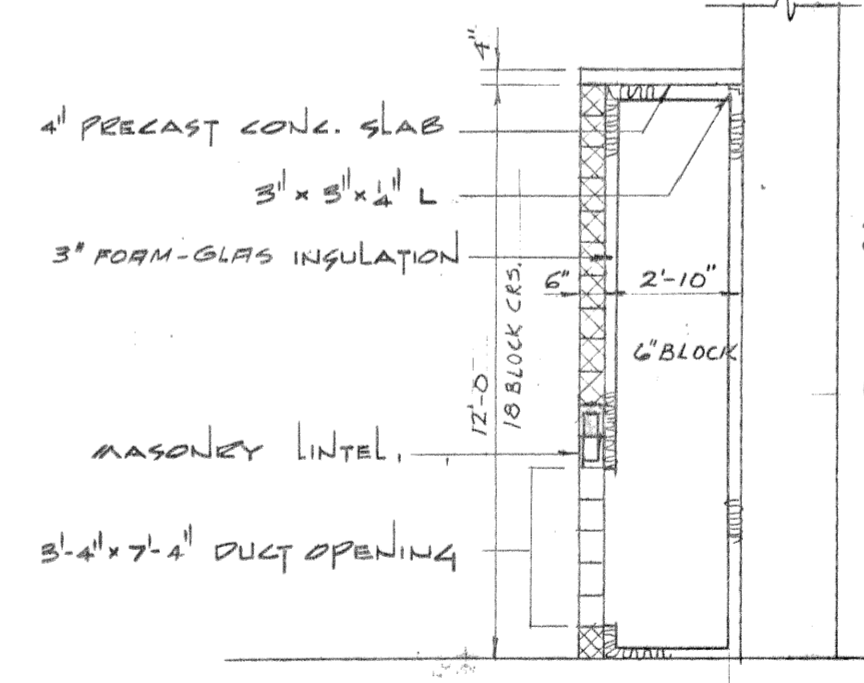 4"
4" PRECAST CONC. SLAB
3" x 3" x 1/4" L
3" FOAM-GLAS INSULATION
6"
2'-10"
6" BLOCK
12'-0
18 BLOCK CRS.
MASONRY LINTEL.
3'-4" x 7'-4" DUCT OPENING